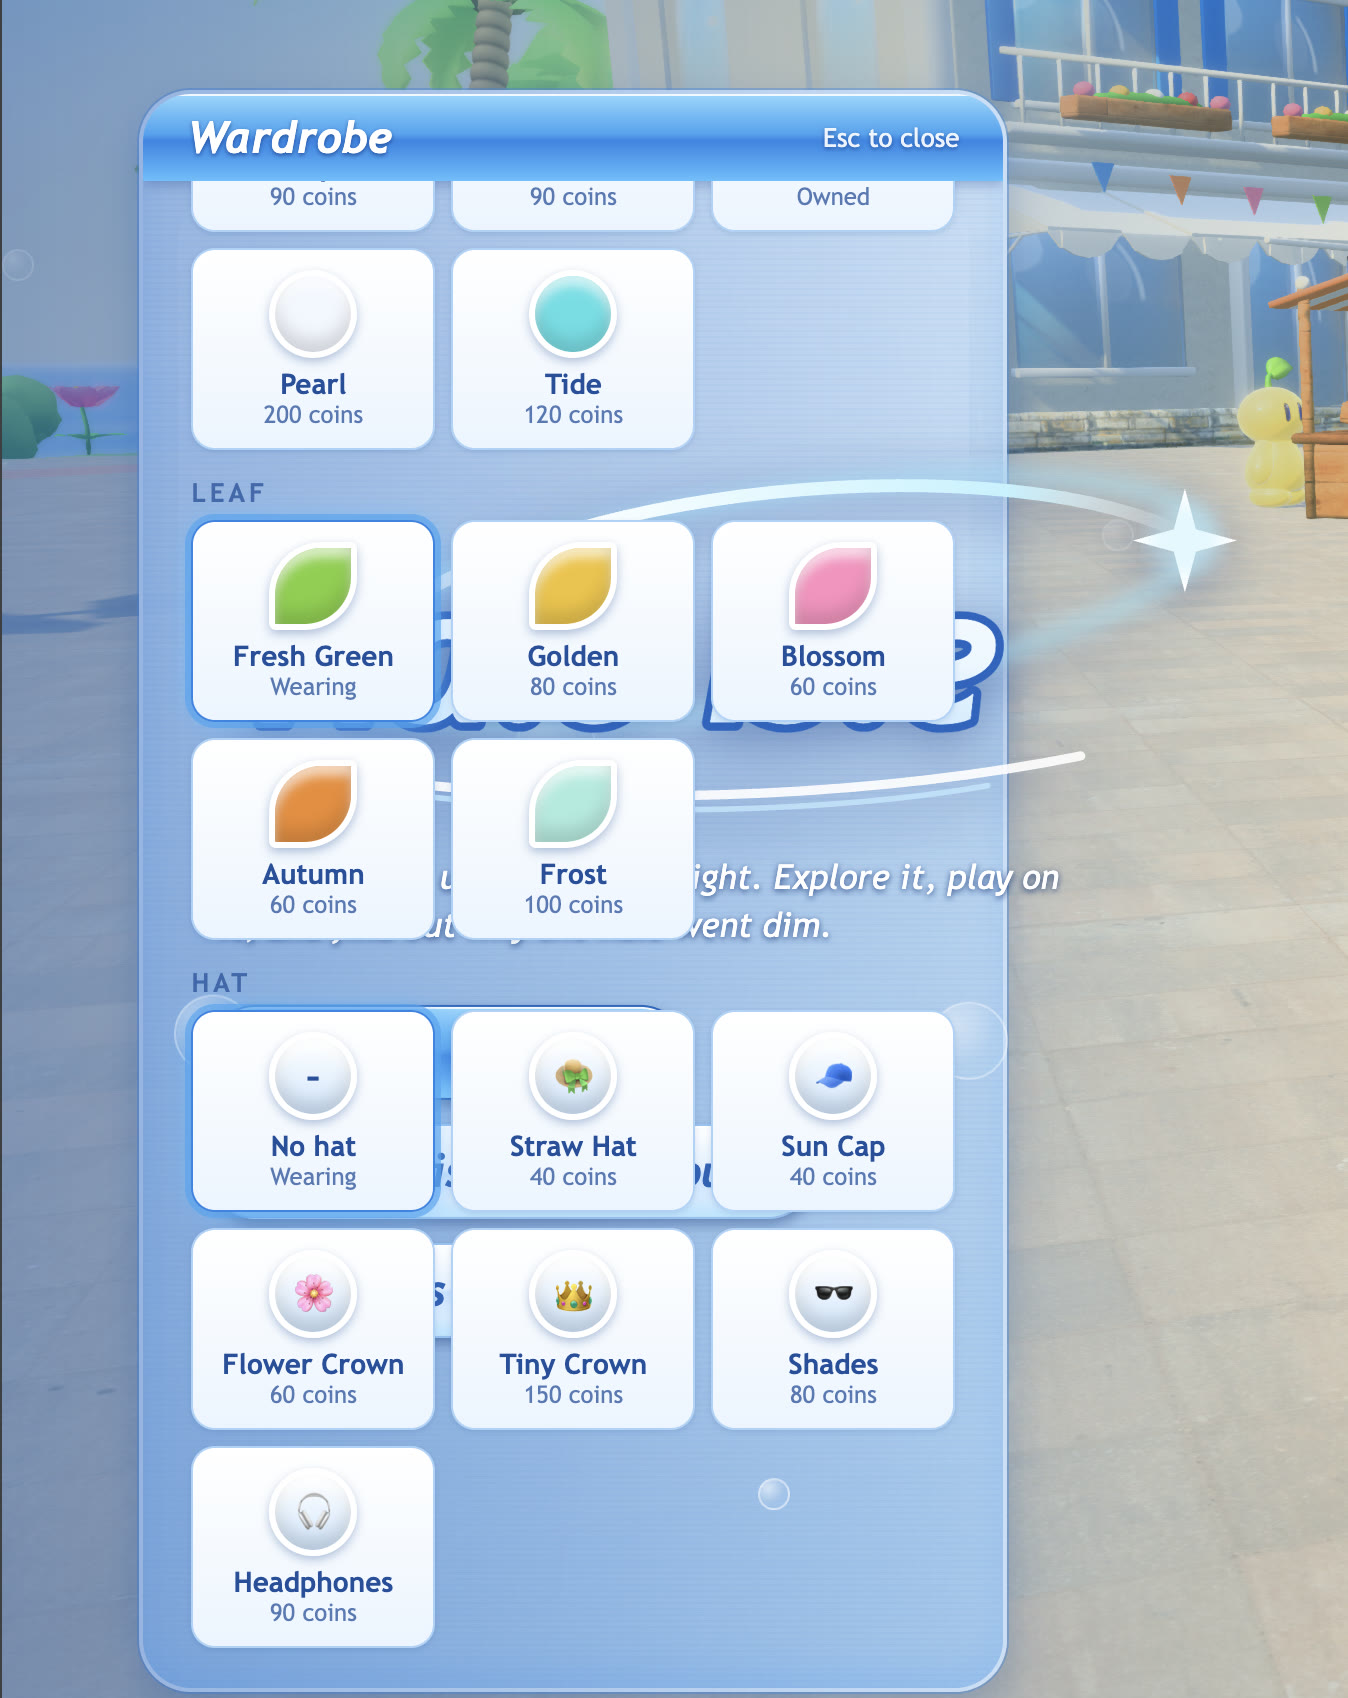 Wardrobe
Esc to close
90 coins
90 coins
Owned
Pearl
200 coins
Tide
120 coins
LEAF
Fresh Green
Wearing
Golden
80 coins
Blossom
60 coins
Autumn
60 coins
Frost
100 coins
ight. Explore it, play on
vent dim.
HAT
No hat
Wearing
Straw Hat
40 coins
Sun Cap
40 coins
Flower Crown
60 coins
Tiny Crown
150 coins
Shades
80 coins
Headphones
90 coins